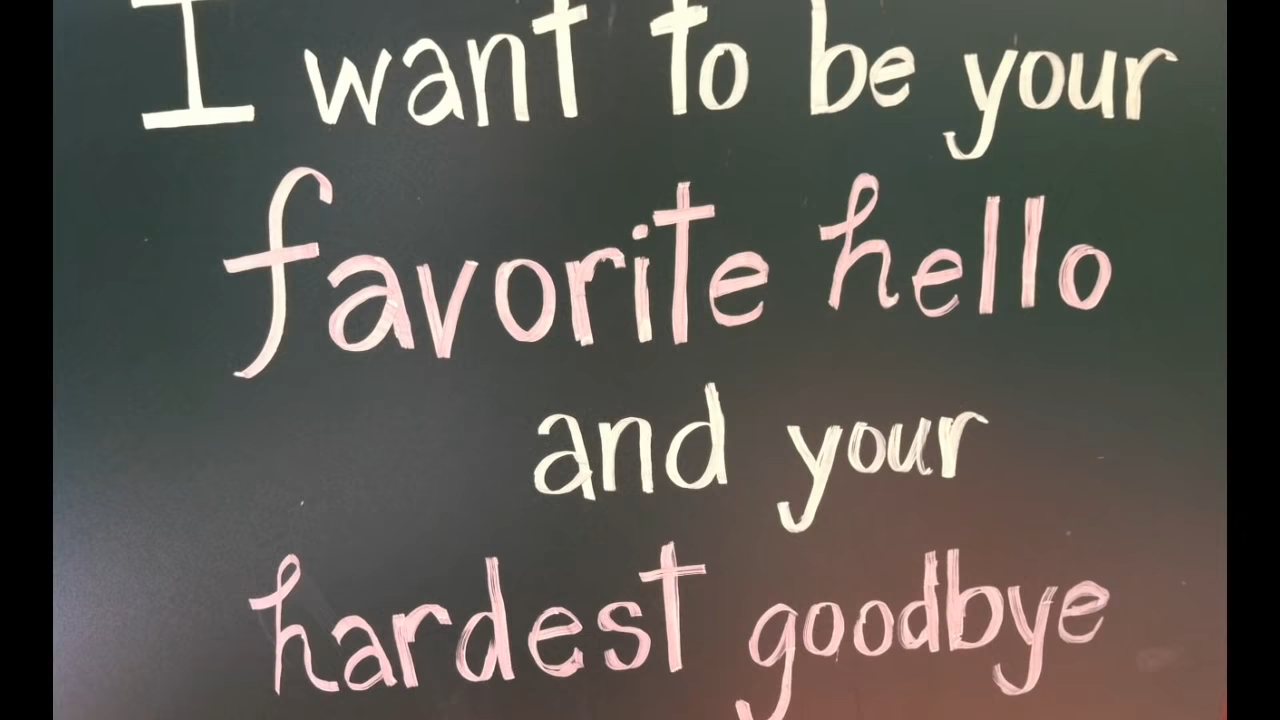 I want to be your
favorite hello
and your
hardest goodbye